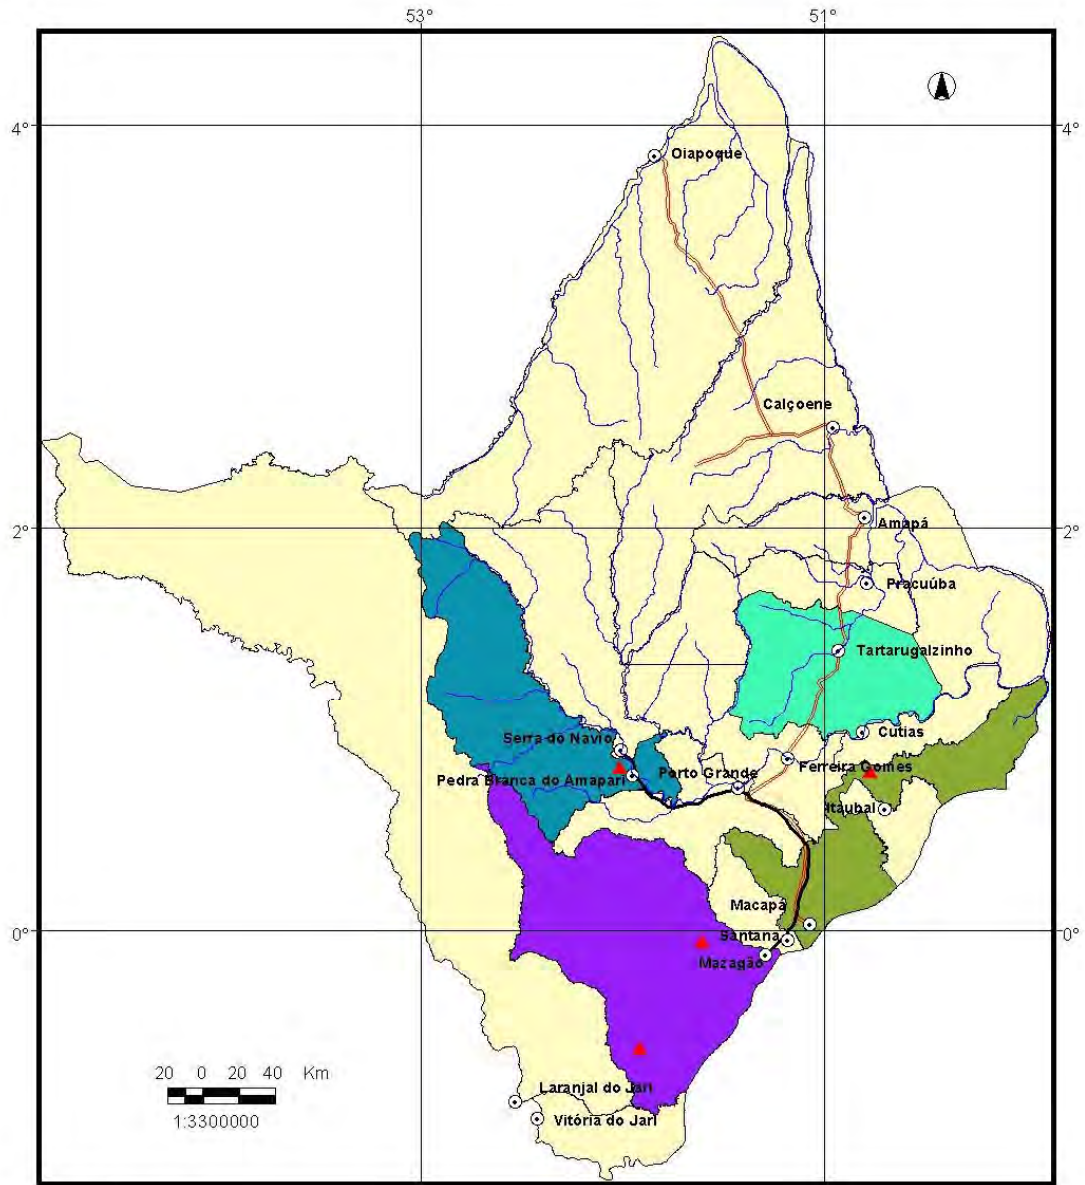 53° 51°
4° 4°
Oiapoque
Calçoene
2° 2°
Amapá
Pracuúba
Tartarugalzinho
Cutias
Serra do Navio
Ferreira Gomes
Pedra Branca do Amapari
Porto Grande
Itaubal
Macapá
0° 0°
Santana
Mazagão
20 0 20 40 Km
1:3300000
Laranjal do Jari
Vitória do Jari